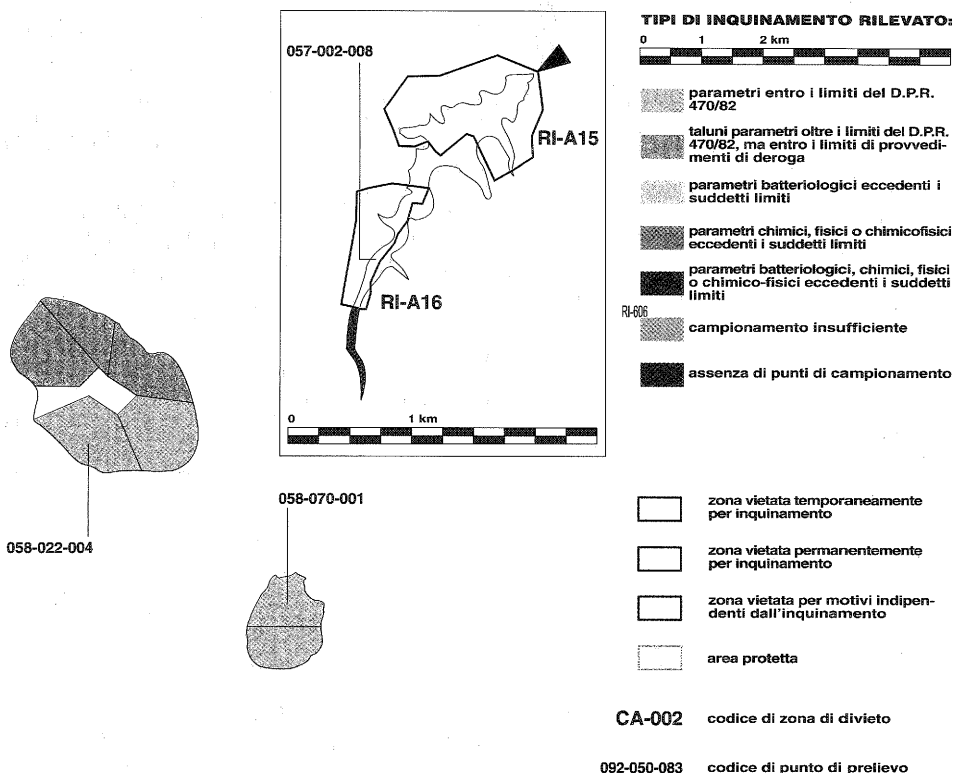 057-002-008
RI-A15
RI-A16
0 1 km
058-022-004
058-070-001
TIPI DI INQUINAMENTO RILEVATO:
0 1 2 km
parametri entro i limiti del D.P.R.
470/82
taluni parametri oltre i limiti del D.P.R.
470/82, ma entro i limiti di provvedi-
menti di deroga
parametri batteriologici eccedenti i
suddetti limiti
parametri chimici, fisici o chimicofisici
eccedenti i suddetti limiti
parametri batteriologici, chimici, fisici
o chimico-fisici eccedenti i suddetti
limiti
RI-606
campionamento insufficiente
assenza di punti di campionamento
zona vietata temporaneamente
per inquinamento
zona vietata permanentemente
per inquinamento
zona vietata per motivi indipen-
denti dall'inquinamento
area protetta
CA-002 codice di zona di divieto
092-050-083 codice di punto di prelievo